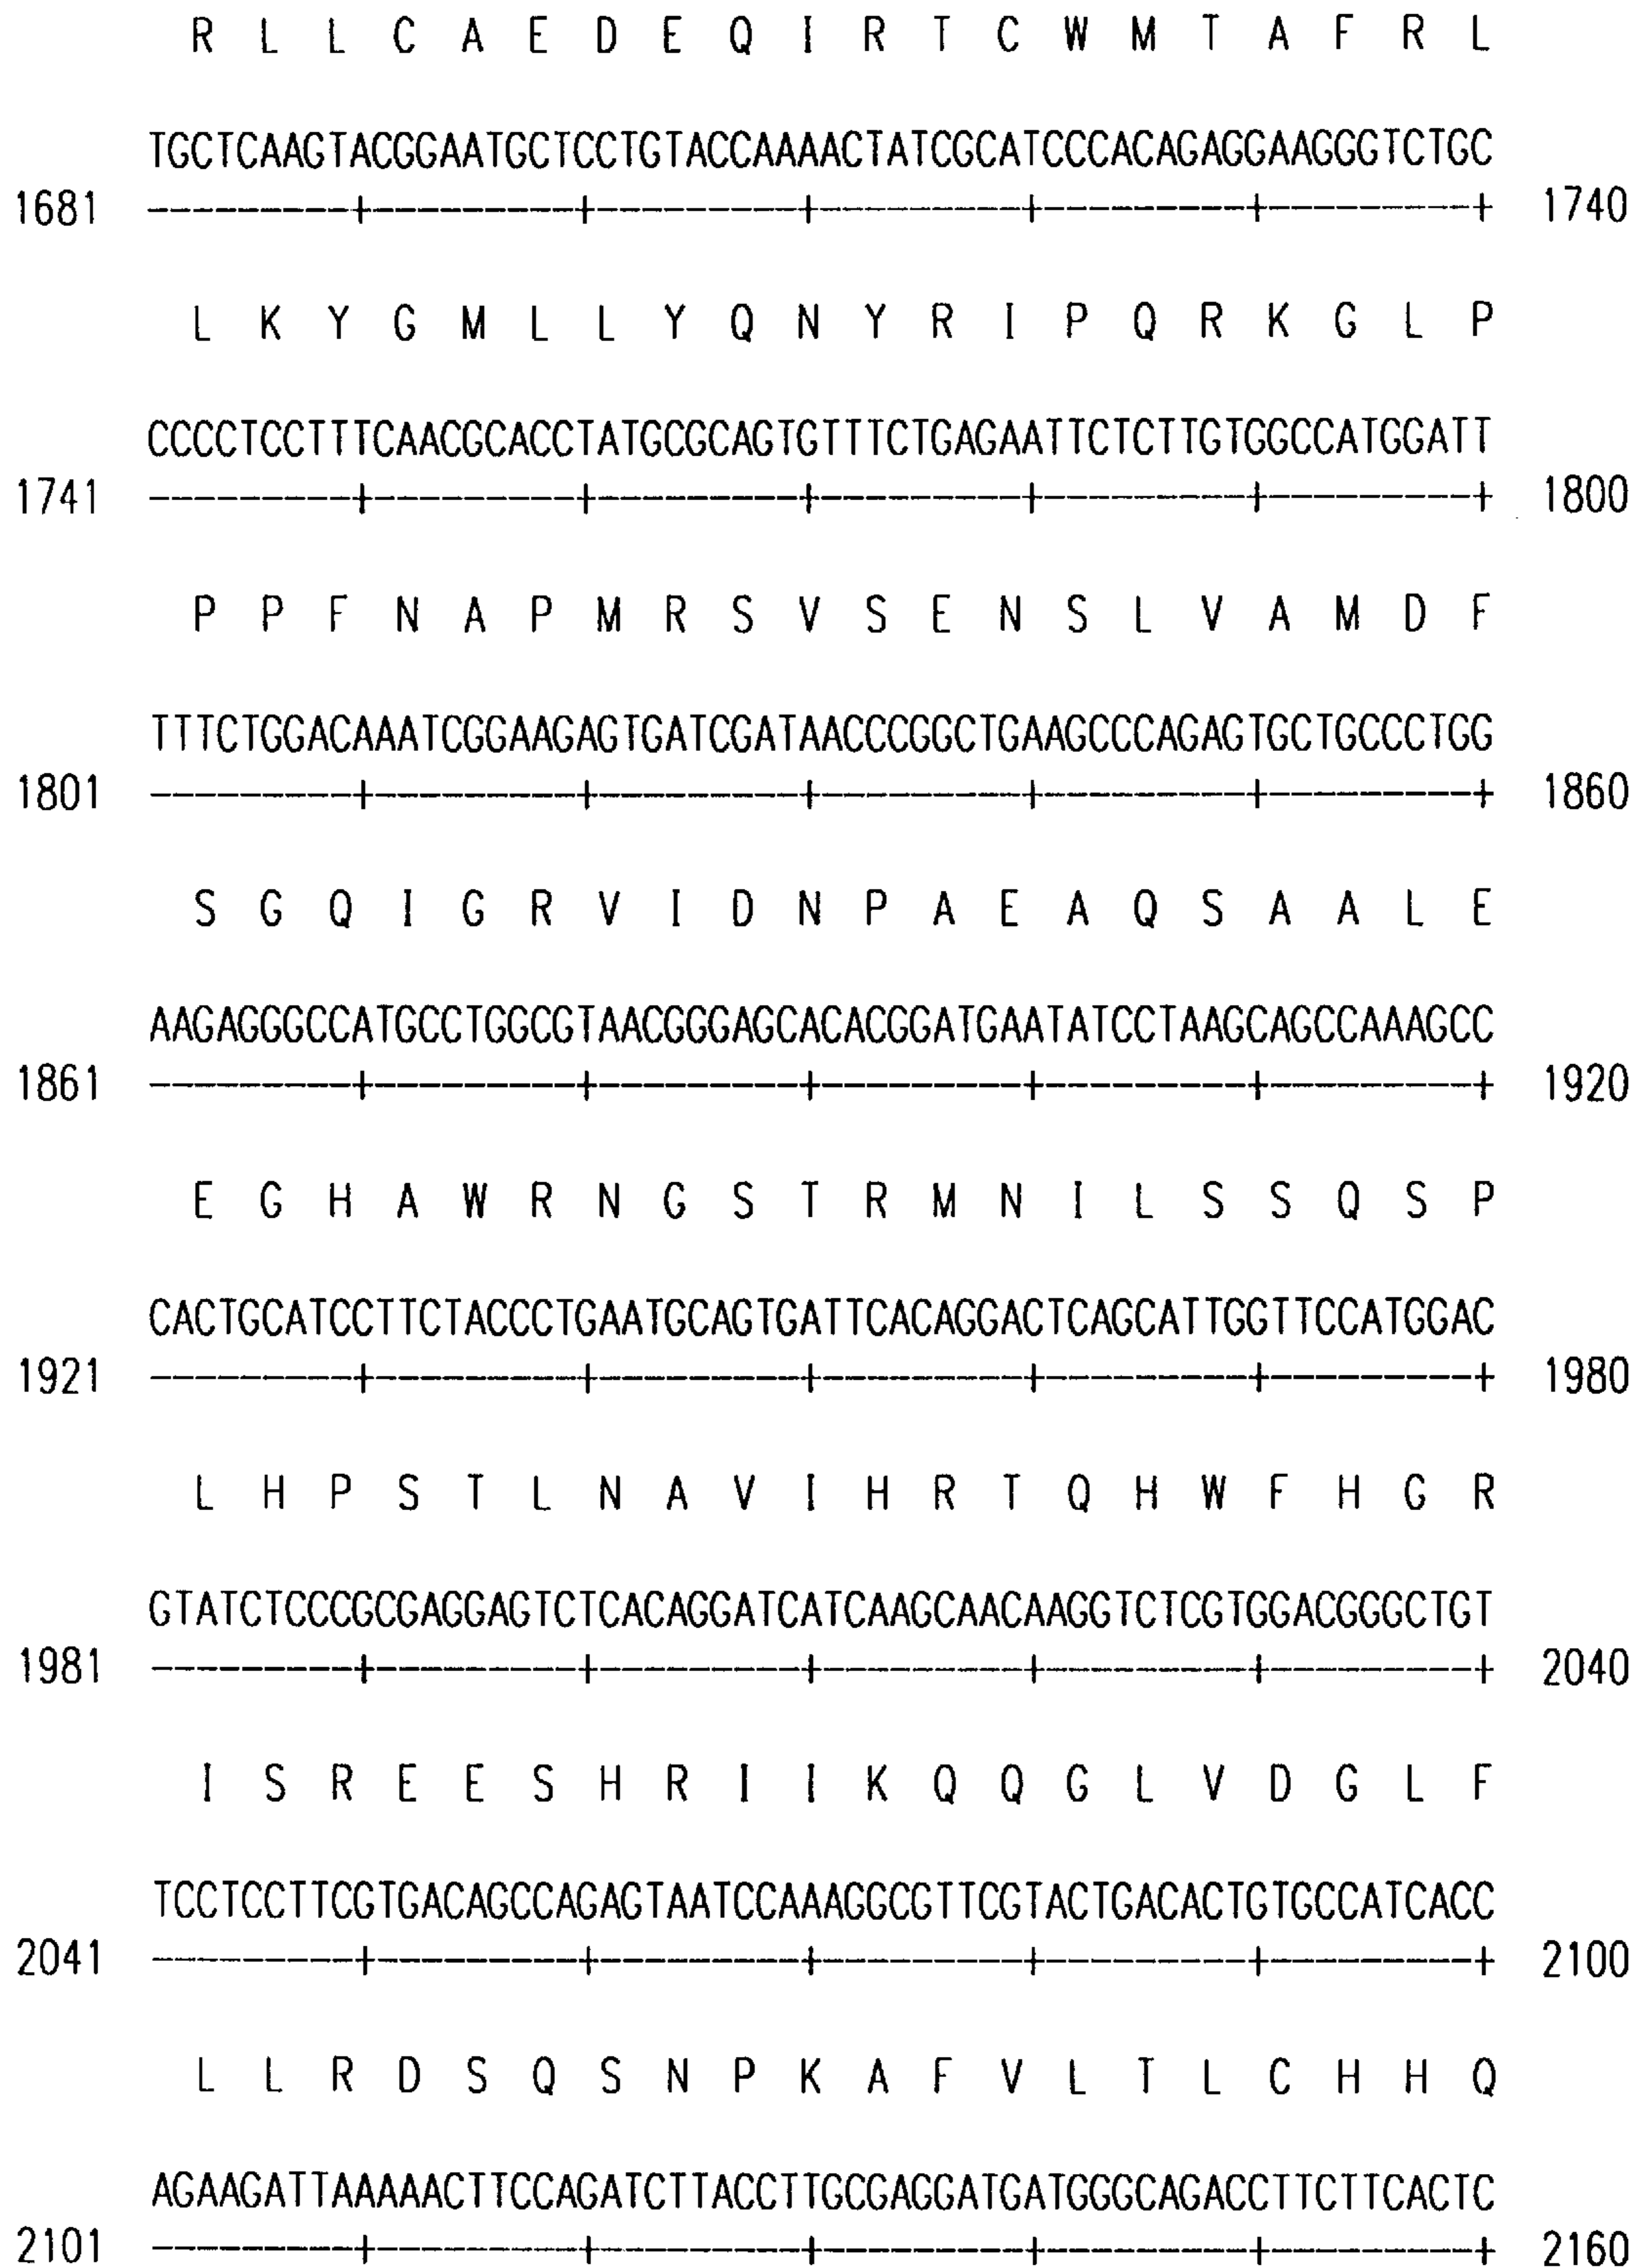 R L L C A E D E Q I R T C W M T A F R L
TGCTCAAGTACGGAATGCTCCTGTACCAAAACTATCGCATCCCACAGAGGAAGGGTCTGC
1681 ---------+---------+---------+---------+---------+---------+ 1740
L K Y G M L L Y Q N Y R I P Q R K G L P
CCCCTCCTTTCAACGCACCTATGCGCAGTGTTTCTGAGAATTCTCTTGTGGCCATGGATT
1741 ---------+---------+---------+---------+---------+---------+ 1800
P P F N A P M R S V S E N S L V A M D F
TTTCTGGACAAATCGGAAGAGTGATCGATAACCCGGCTGAAGCCCAGAGTGCTGCCCTGG
1801 ---------+---------+---------+---------+---------+---------+ 1860
S G Q I G R V I D N P A E A Q S A A L E
AAGAGGGCCATGCCTGGCGTAACGGGAGCACACGGATGAATATCCTAAGCAGCCAAAGCC
1861 ---------+---------+---------+---------+---------+---------+ 1920
E G H A W R N G S T R M N I L S S Q S P
CACTGCATCCTTCTACCCTGAATGCAGTGATTCACAGGACTCAGCATTGGTTCCATGGAC
1921 ---------+---------+---------+---------+---------+---------+ 1980
L H P S T L N A V I H R T Q H W F H G R
GTATCTCCCGCGAGGAGTCTCACAGGATCATCAAGCAACAAGGTCTCGTGGACGGGCTGT
1981 ---------+---------+---------+---------+---------+---------+ 2040
I S R E E S H R I I K Q Q G L V D G L F
TCCTCCTTCGTGACAGCCAGAGTAATCCAAAGGCGTTCGTACTGACACTGTGCCATCACC
2041 ---------+---------+---------+---------+---------+---------+ 2100
L L R D S Q S N P K A F V L T L C H H Q
AGAAGATTAAAAACTTCCAGATCTTACCTTGCGAGGATGATGGGCAGACCTTCTTCACTC
2101 ---------+---------+---------+---------+---------+---------+ 2160